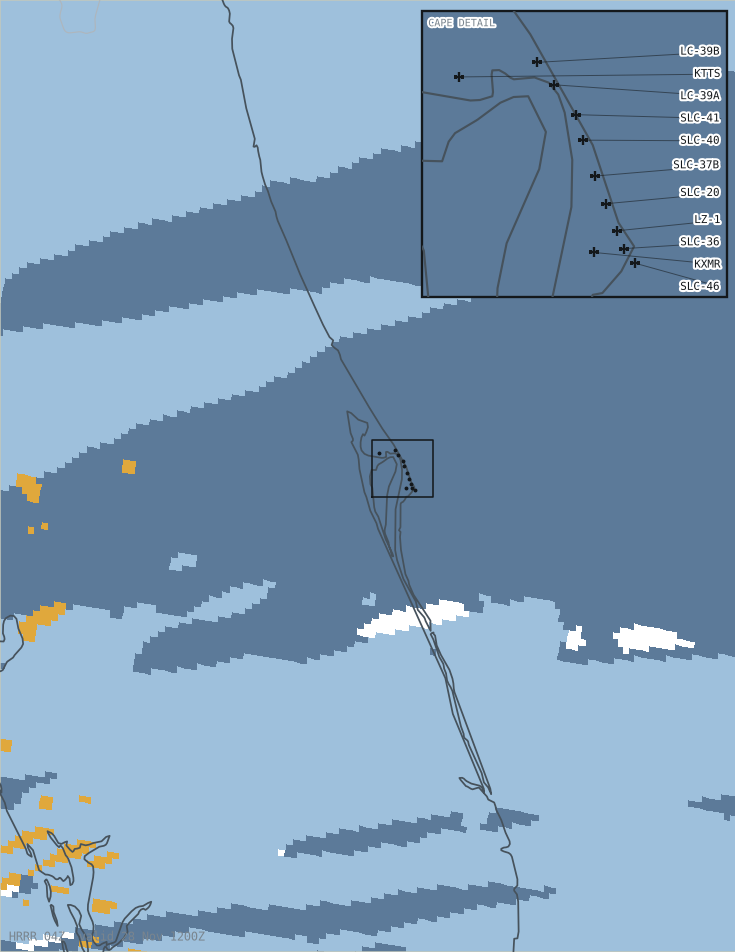 CAPE DETAIL
LC-39B
KTTS
LC-39A
SLC-41
SLC-40
SLC-37B
SLC-20
LZ-1
SLC-36
KXMR
SLC-46
HRRR 04Z 1200Z